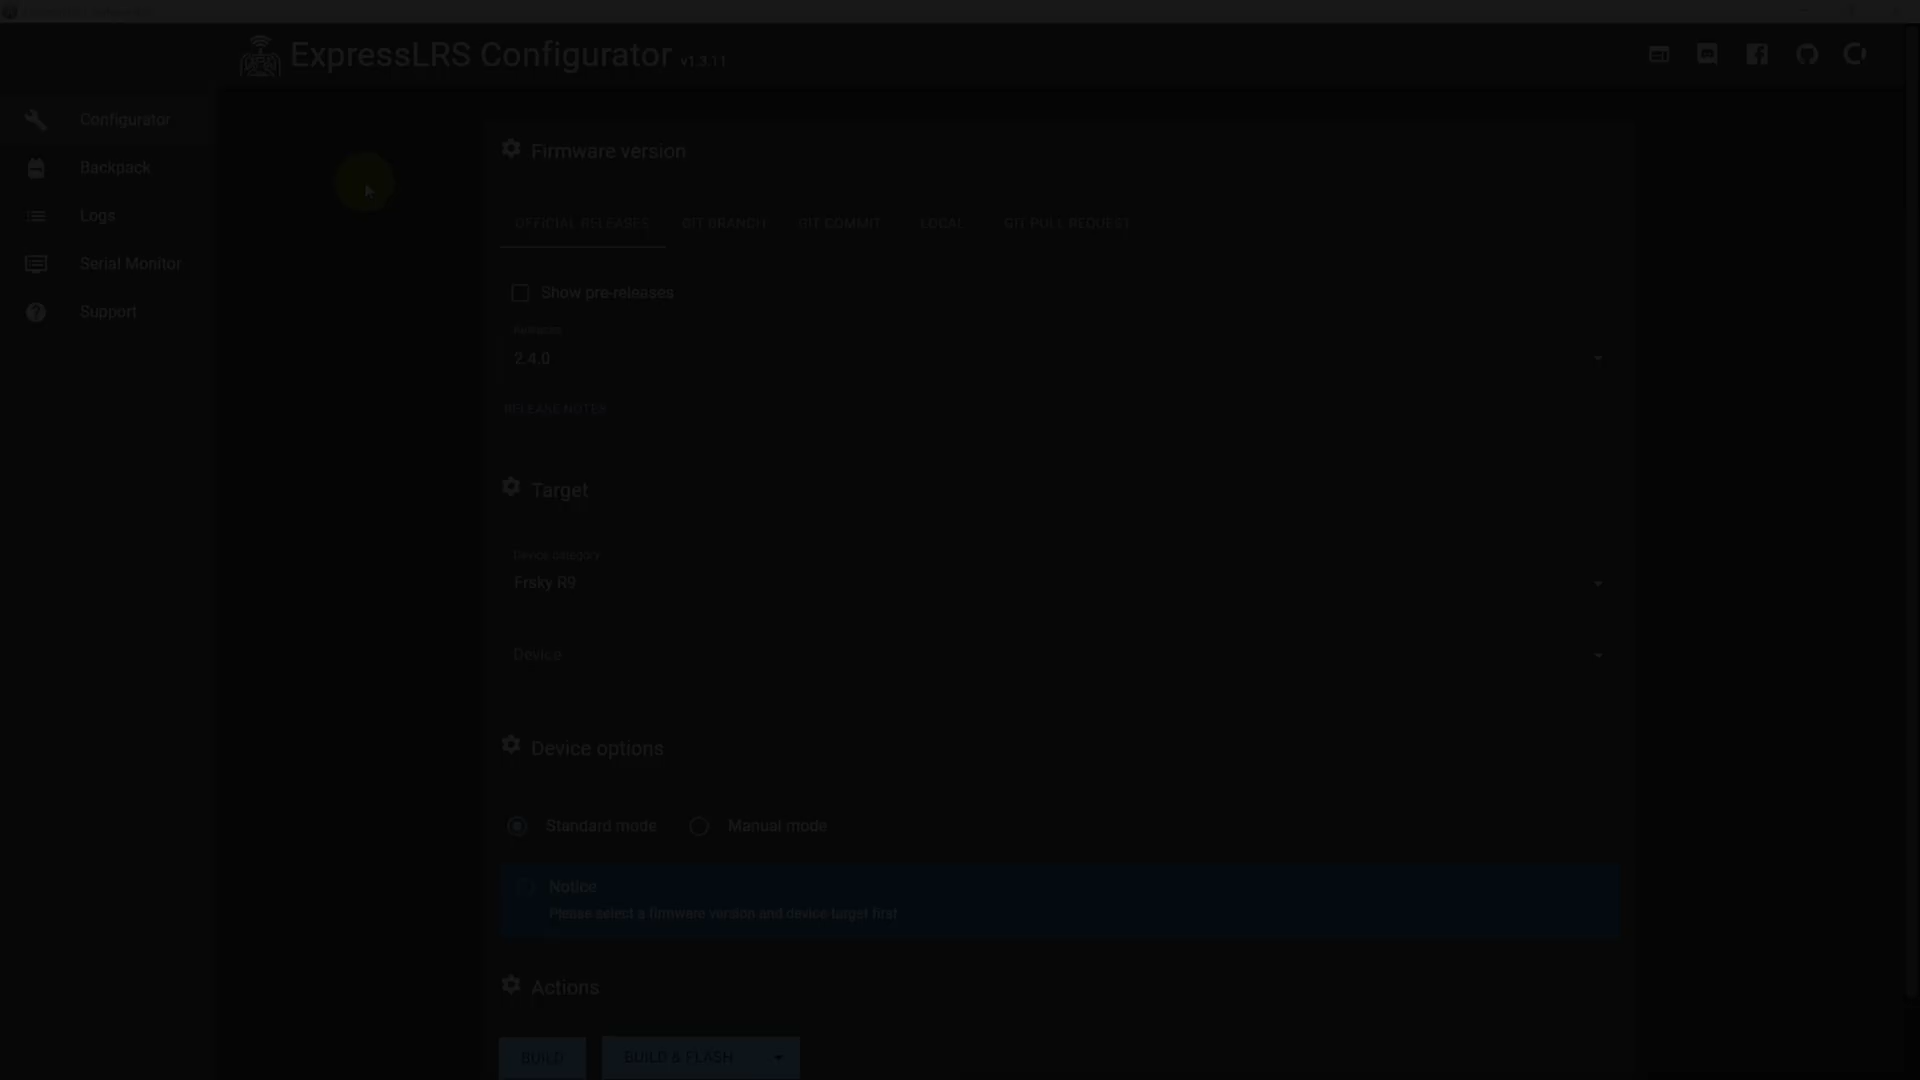 ExpressLRS Configurator v1.3.11
Configurator
Backpack
Logs
Serial Monitor
Support
Firmware version
OFFICIAL RELEASES GIT BRANCH GIT COMMIT LOCAL GIT PULL REQUEST
Show pre-releases
Releases
2.4.0
RELEASE NOTES
Target
Device category
Frsky R9
Device
Device options
Standard mode Manual mode
Notice
Please select a firmware version and device target first
Actions
BUILD BUILD & FLASH